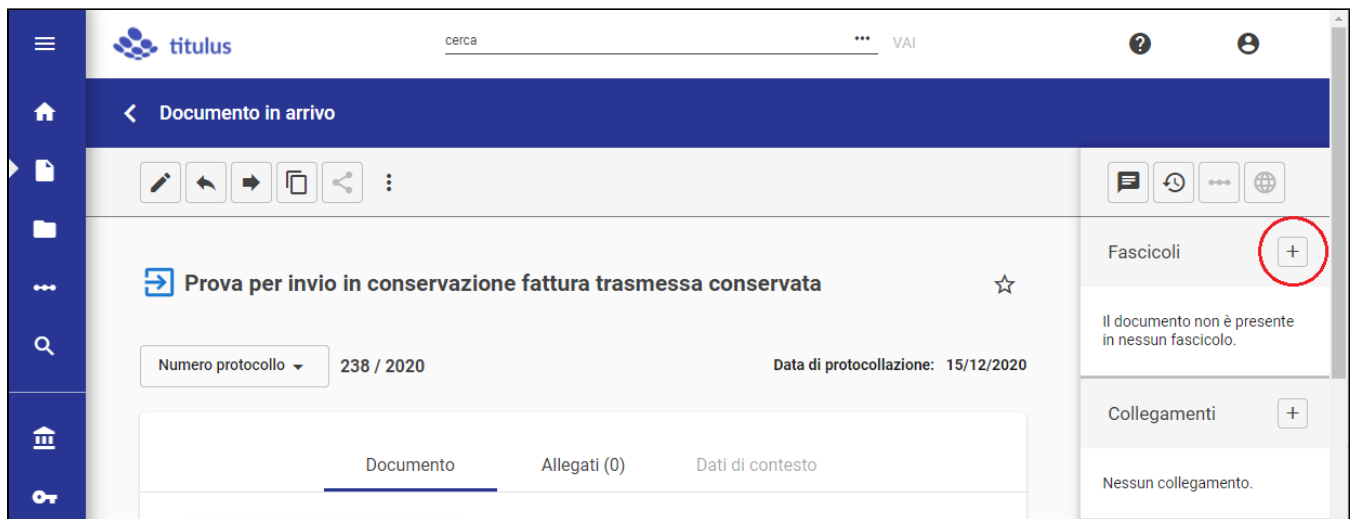 titulus
cerca
VAI
Documento in arrivo
Fascicoli
Prova per invio in conservazione fattura trasmessa conservata
Il documento non è presente
in nessun fascicolo.
Numero protocollo
238 / 2020
Data di protocollazione: 15/12/2020
Collegamenti
Documento
Allegati (0)
Dati di contesto
Nessun collegamento.